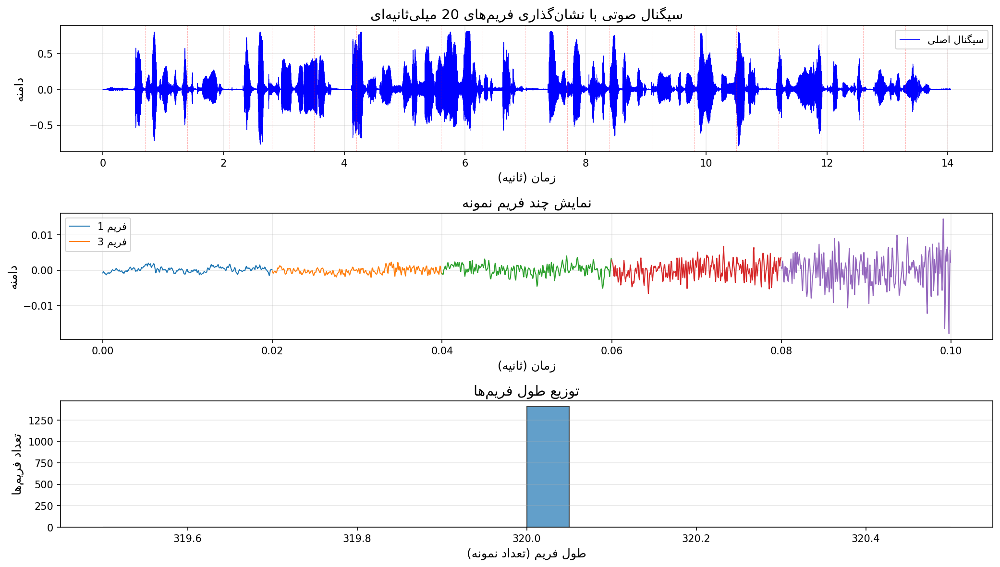 سیگنال صوتی با نشان‌گذاری فریم‌های 20 میلی‌ثانیه‌ای
سیگنال اصلی
دامنه
0.5
0.0
−0.5
0 2 4 6 8 10 12 14
زمان (ثانیه)
نمایش چند فریم نمونه
فریم 1
فریم 3
دامنه
0.01
0.00
−0.01
0.00 0.02 0.04 0.06 0.08 0.10
زمان (ثانیه)
توزیع طول فریم‌ها
تعداد فریم‌ها
1250
1000
750
500
250
0
319.6 319.8 320.0 320.2 320.4
طول فریم (تعداد نمونه)